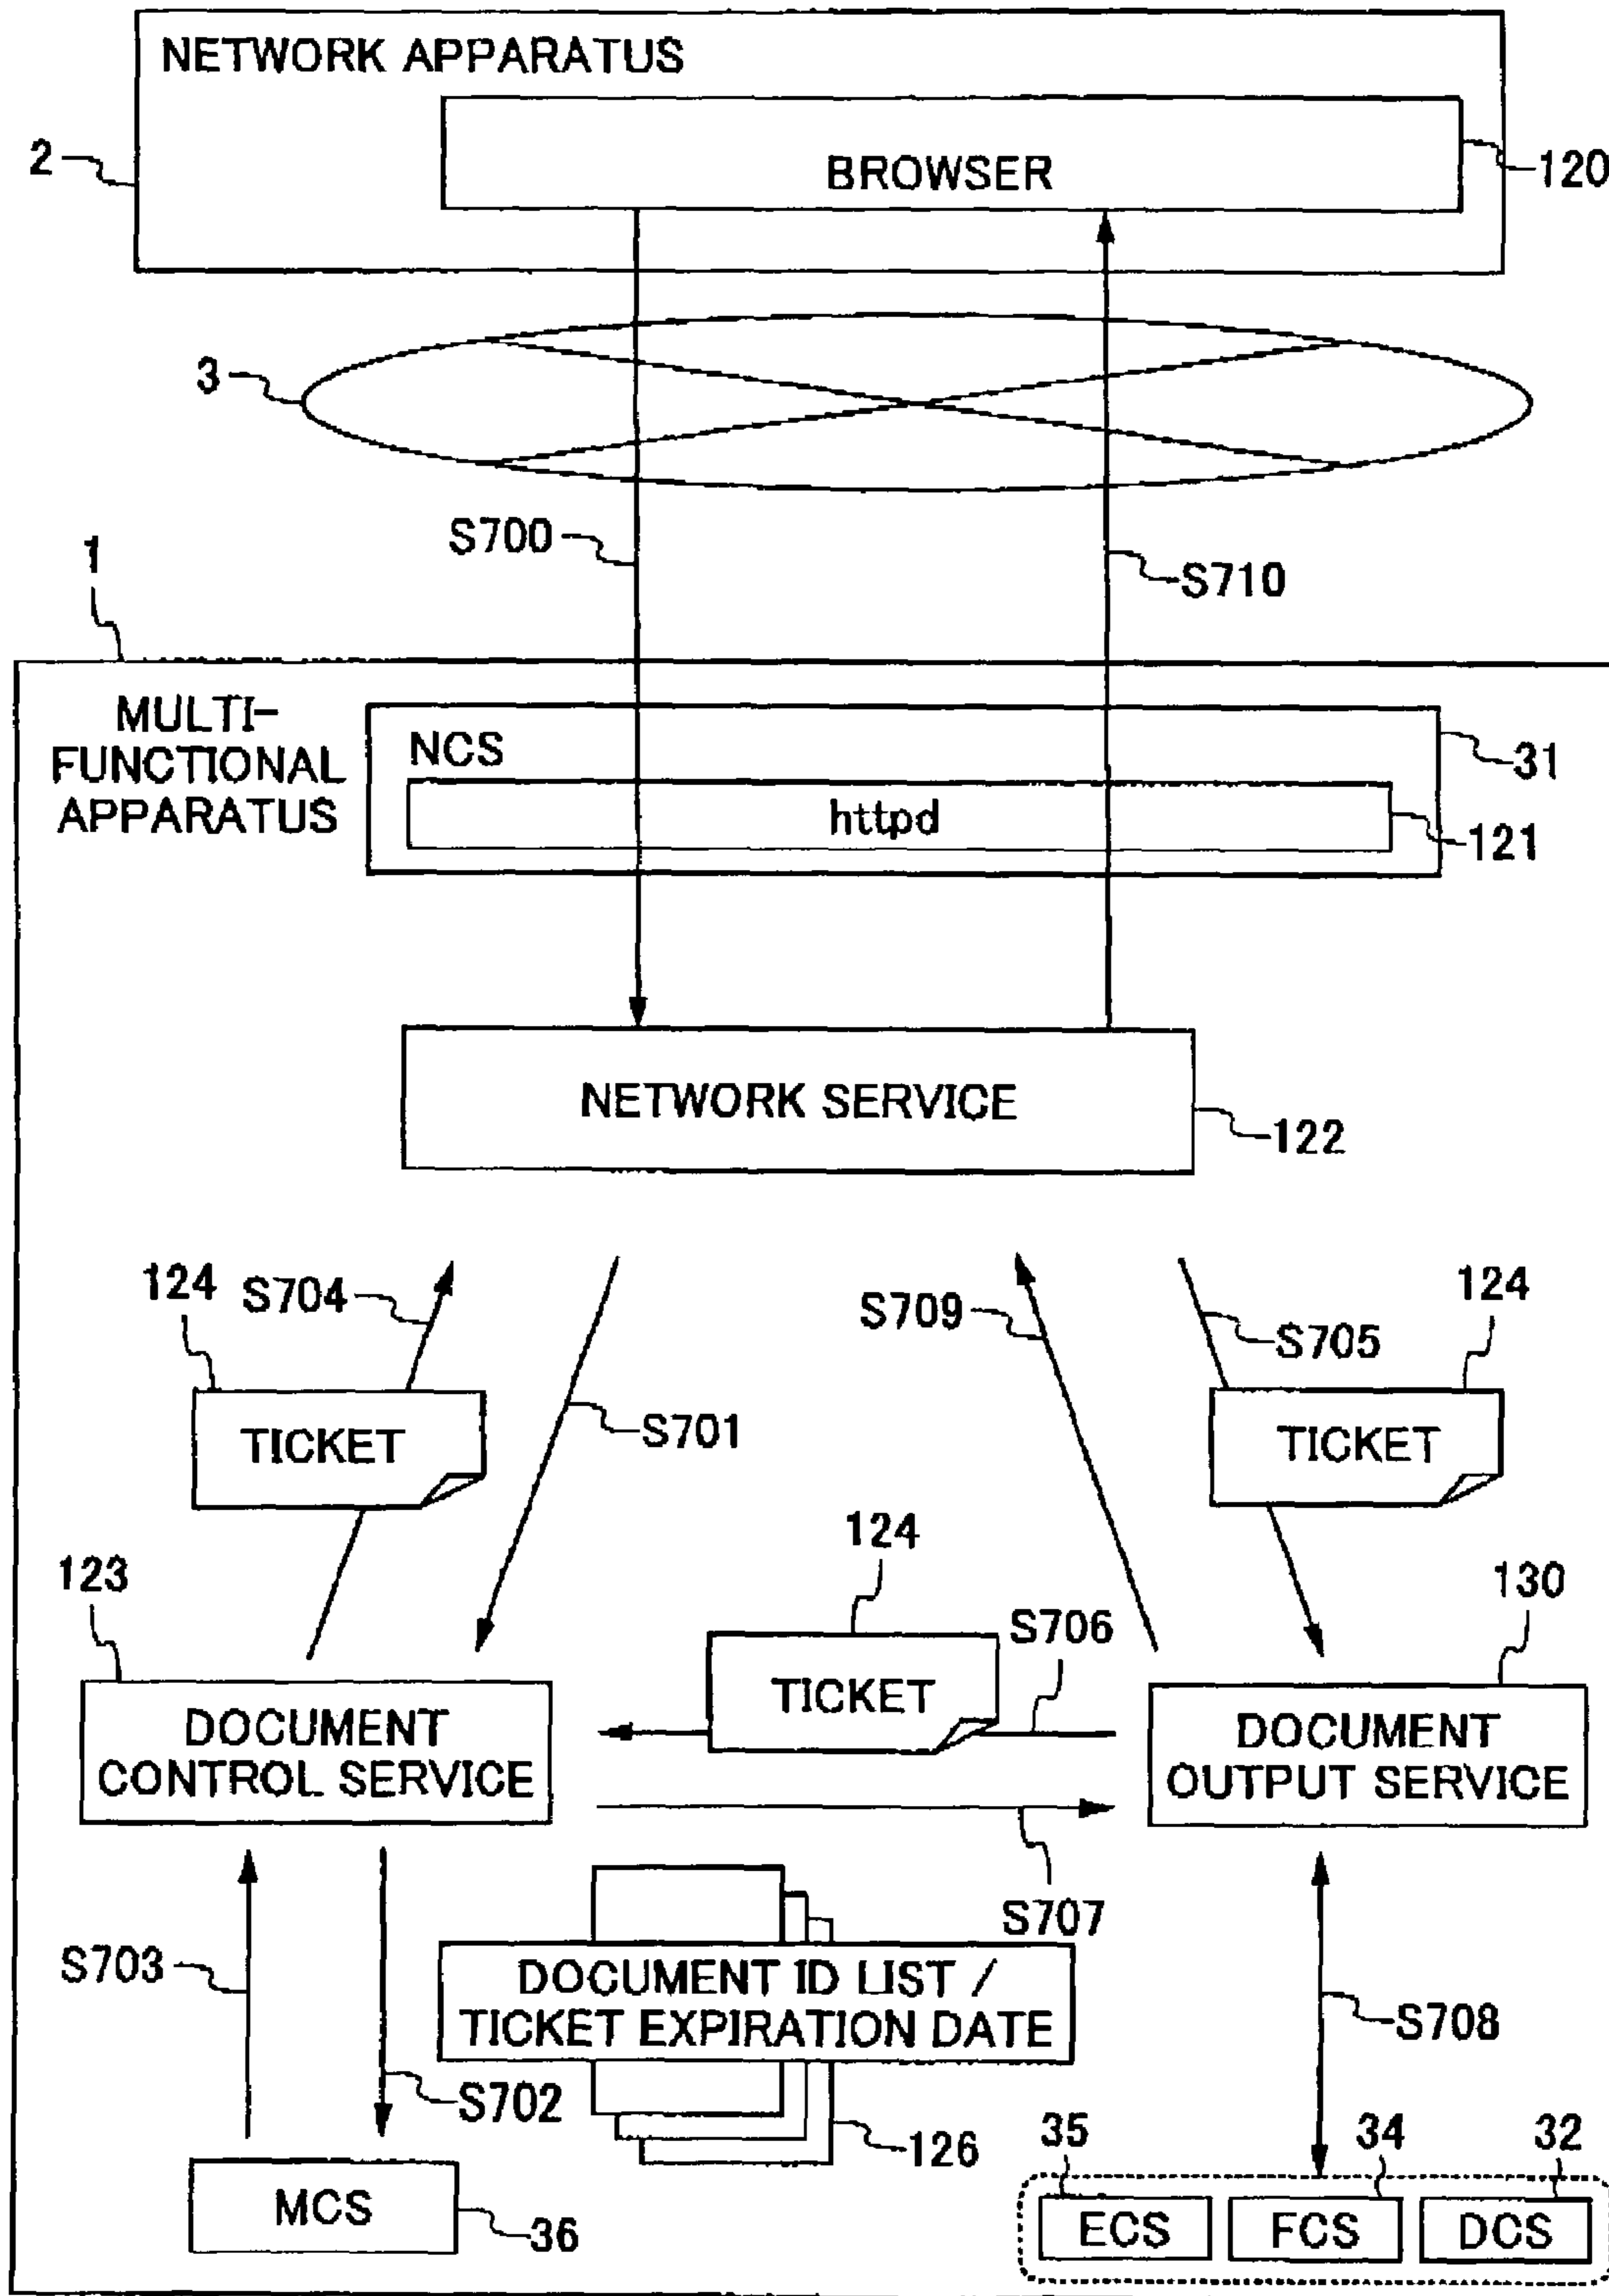 NETWORK APPARATUS
2
BROWSER
120
3
S700
S710
1
MULTI-
FUNCTIONAL
APPARATUS
NCS
31
httpd
121
NETWORK SERVICE
122
124
S704
S709
S705
124
TICKET
S701
TICKET
124
123
S706
130
TICKET
DOCUMENT
CONTROL SERVICE
DOCUMENT
OUTPUT SERVICE
S703
S707
DOCUMENT ID LIST /
TICKET EXPIRATION DATE
S708
S702
126
35
34
32
MCS
36
ECS
FCS
DCS